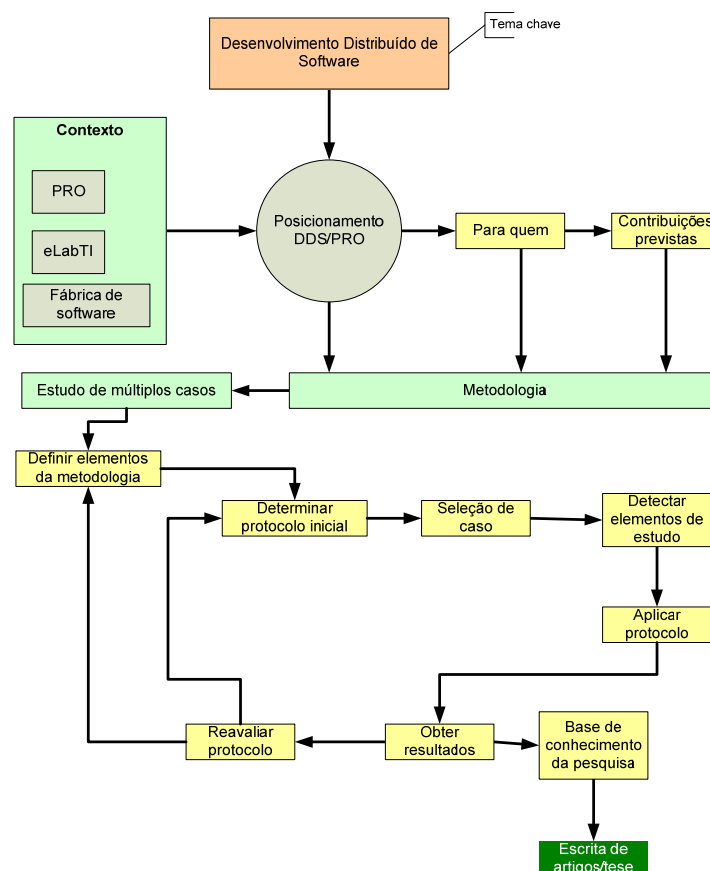 Tema chave
Desenvolvimento Distribuído de
Software
Contexto
PRO
eLabTI
Fábrica de
software
Posicionamento
DDS/PRO
Para quem
Contribuições
previstas
Estudo de múltiplos casos
Metodologia
Definir elementos
da metodologia
Determinar
protocolo inicial
Seleção de
caso
Detectar
elementos de
estudo
Aplicar
protocolo
Reavaliar
protocolo
Obter
resultados
Base de
conhecimento
da pesquisa
Escrita de
artigos/tese